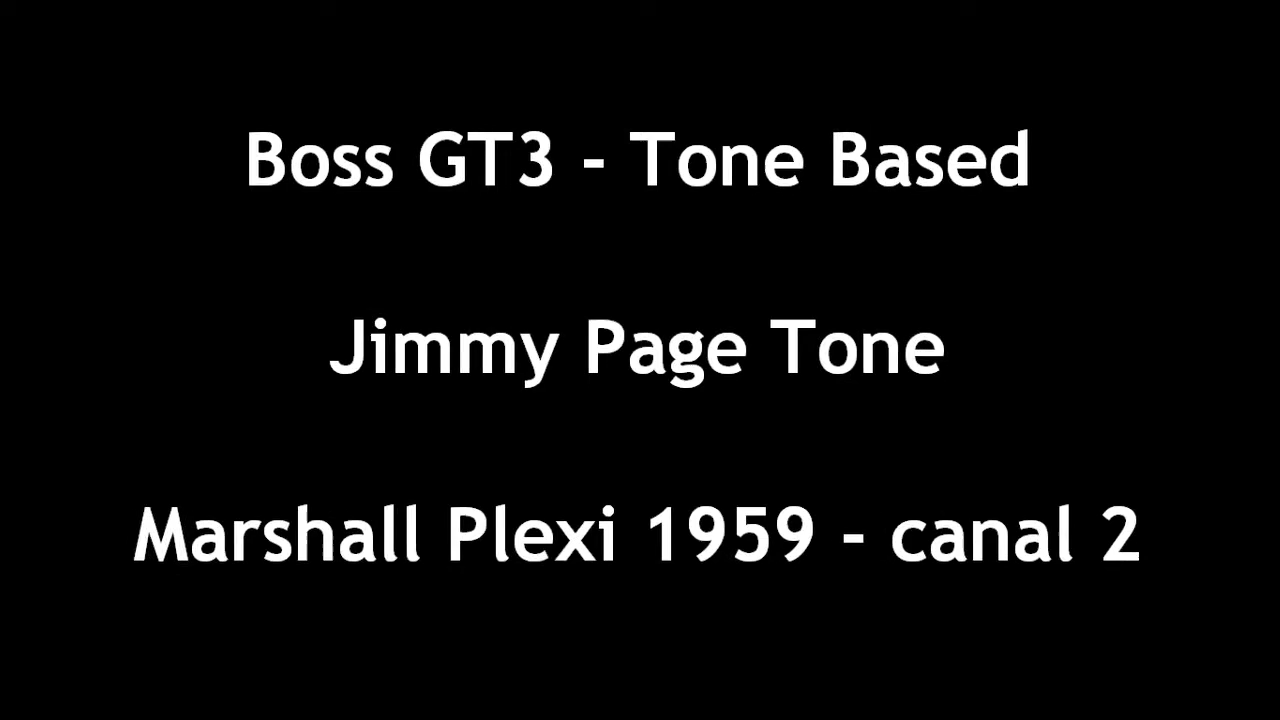 Boss GT3 - Tone Based
Jimmy Page Tone
Marshall Plexi 1959 - canal 2